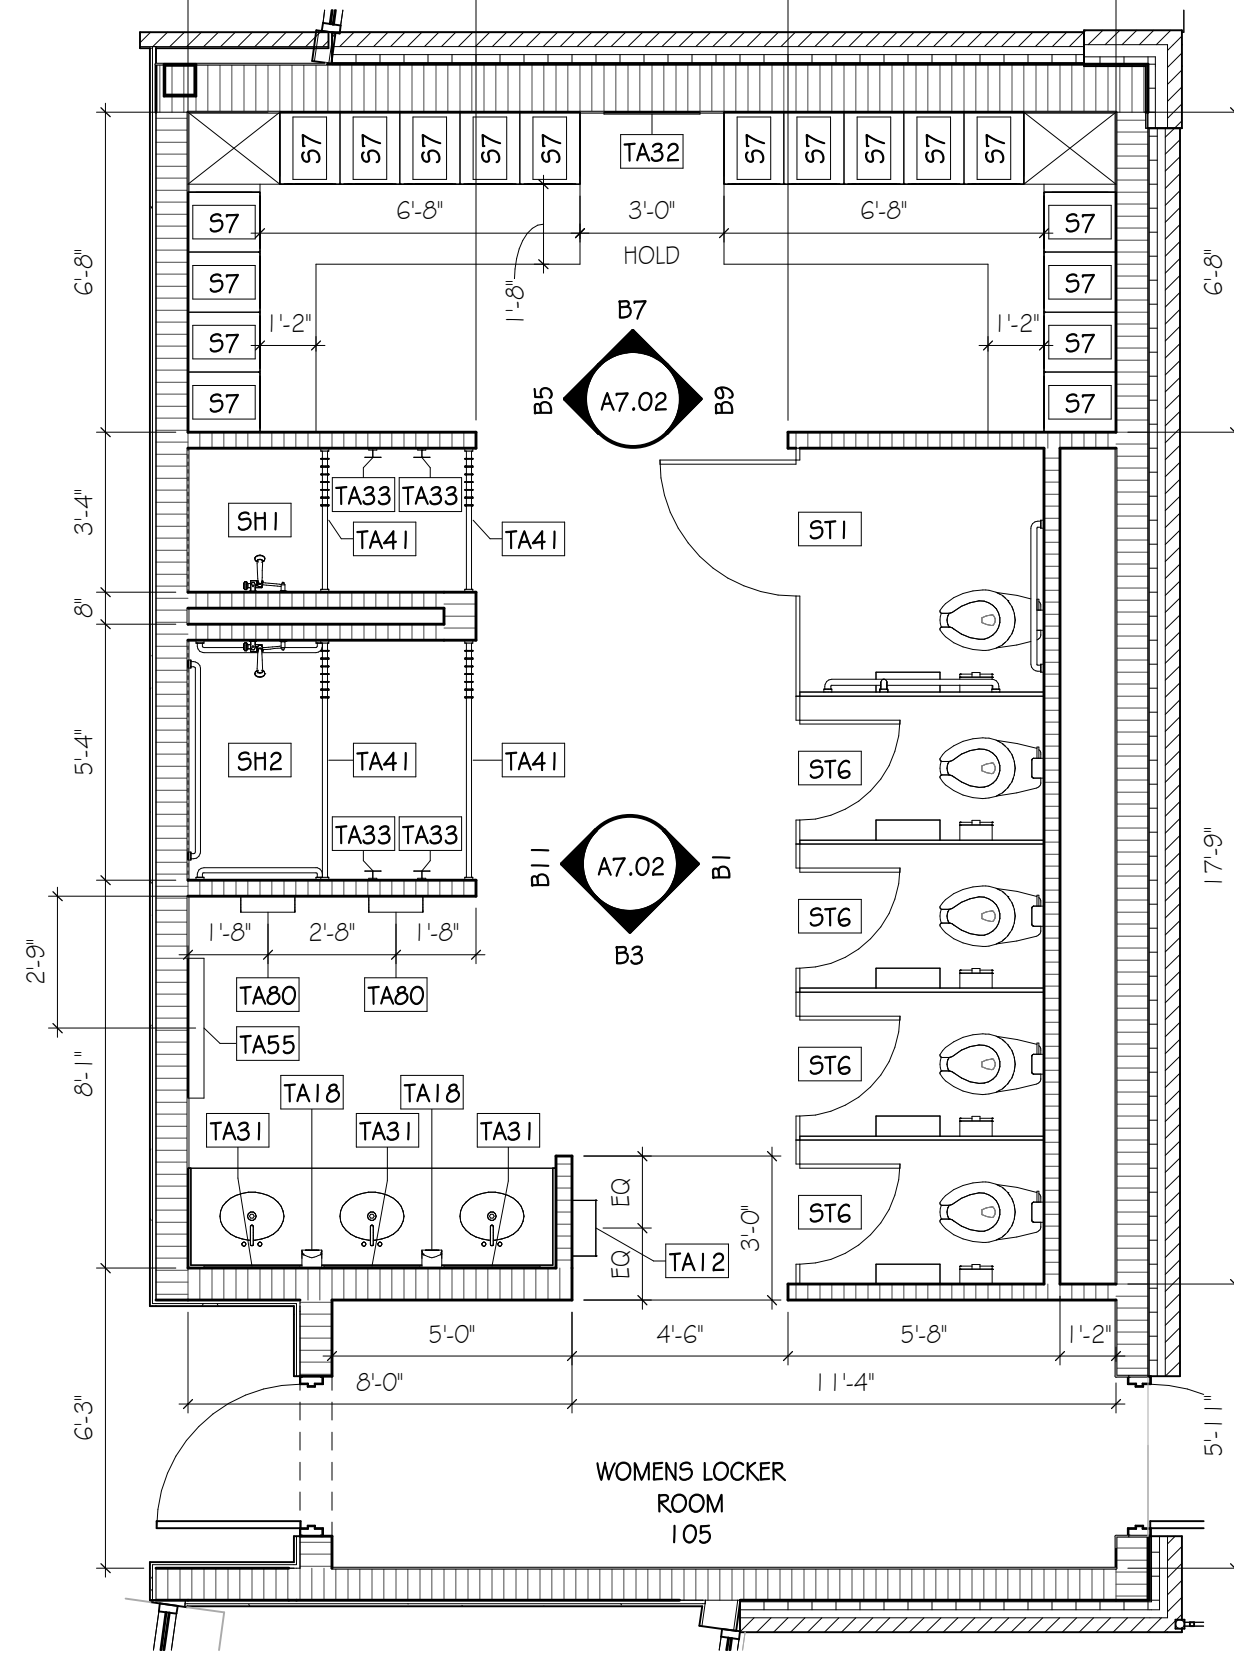 S7 S7 S7 S7 S7 TA32 S7 S7 S7 S7 S7
S7 6'-8" 3'-0" 6'-8" S7
HOLD
6'-8" S7 1'-8" S7 6'-8"
1'-2" B7 1'-2"
S7 S7
S7 B5 A7.02 B9 S7
3'-4" TA33 TA33
SH1 TA41 TA41 ST1
8"
5'-4" SH2 TA41 TA41 ST6
TA33 TA33
B11 A7.02 B1 17'-9"
ST6
1'-8" 2'-8" 1'-8" B3
2'-9"
TA80 TA80
TA55 ST6
8'-1"
TA18 TA18
TA31 TA31 TA31
EQ 3'-0" ST6
EQ TA12
5'-0" 4'-6" 5'-8" 1'-2"
8'-0" 11'-4"
6'-3" 5'-11"
WOMENS LOCKER
ROOM
105